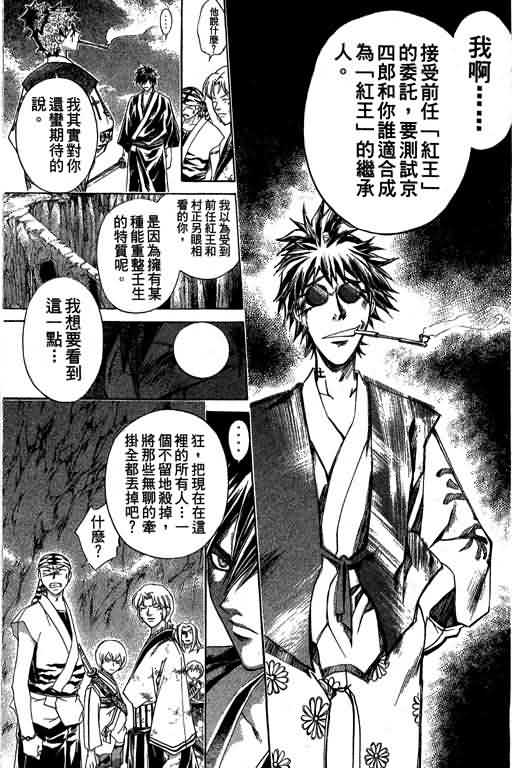 我啊……
接受前任「紅王」
的委託，要測試京
四郎和你誰適合成
為「紅王」的繼承
人。
他說什麼？
我其實對你
還蠻期待的
說。
我以為受到
前任紅王和
村正另眼相
看的你，
是因為擁有某
種能重整壬生
的特質呢。
我想要看到
這一點…
…
狂，把現在在這
裡的所有人…一
個不留地殺掉，
將那些無聊的牽
掛全都丟掉吧？
什麼？